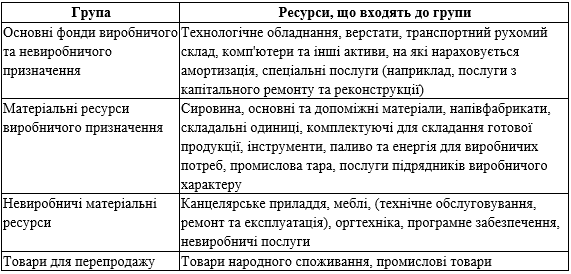 Група
Ресурси, що входять до групи
Основні фонди виробничого
та невиробничого
призначення
Технологічне обладнання, верстати, транспортний рухомий
склад, комп'ютери та інші активи, на які нараховується
амортизація, спеціальні послуги (наприклад, послуги з
капітального ремонту та реконструкції)
Матеріальні ресурси
виробничого призначення
Сировина, основні та допоміжні матеріали, напівфабрикати,
складальні одиниці, комплектуючі для складання готової
продукції, інструменти, паливо та енергія для виробничих
потреб, промислова тара, послуги підрядників виробничого
характеру
Невиробничі матеріальні
ресурси
Канцелярське приладдя, меблі, (технічне обслуговування,
ремонт та експлуатація), оргтехніка, програмне забезпечення,
невиробничі послуги
Товари для перепродажу
Товари народного споживання, промислові товари